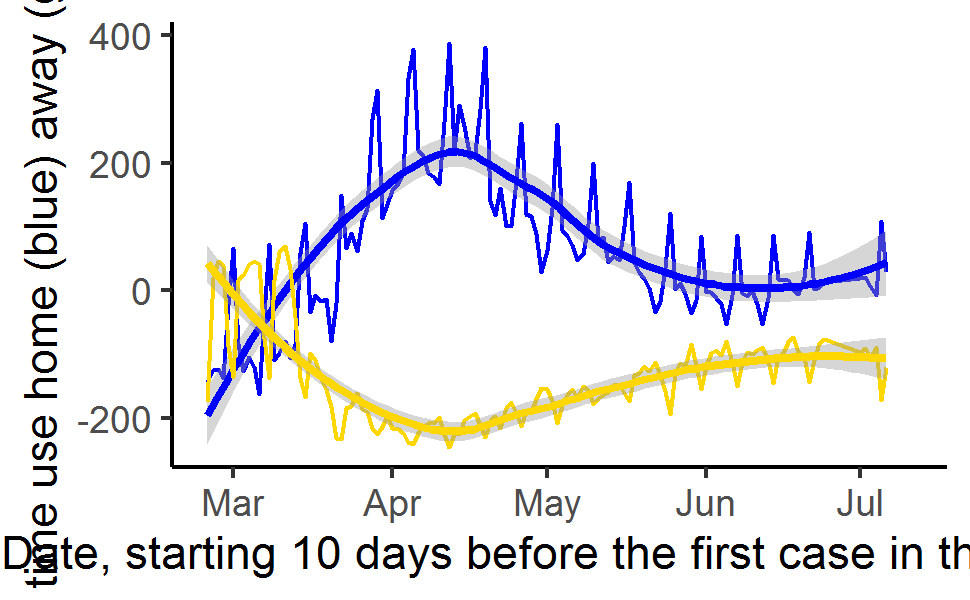 time use home (blue) away (
400
200
0
-200
Mar Apr May Jun Jul
Date, starting 10 days before the first case in th